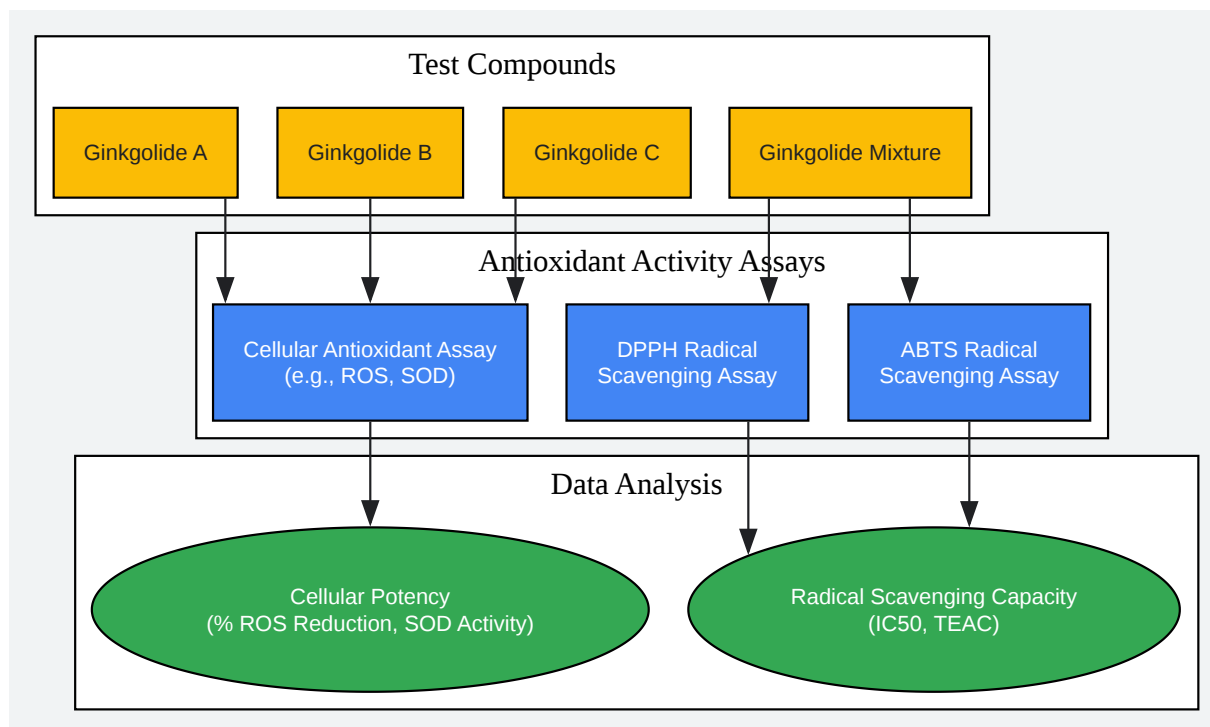 Test Compounds
Ginkgolide A
Ginkgolide B
Ginkgolide C
Ginkgolide Mixture
Antioxidant Activity Assays
Cellular Antioxidant Assay
(e.g., ROS, SOD)
DPPH Radical
Scavenging Assay
ABTS Radical
Scavenging Assay
Data Analysis
Cellular Potency
(% ROS Reduction, SOD Activity)
Radical Scavenging Capacity
(IC50, TEAC)